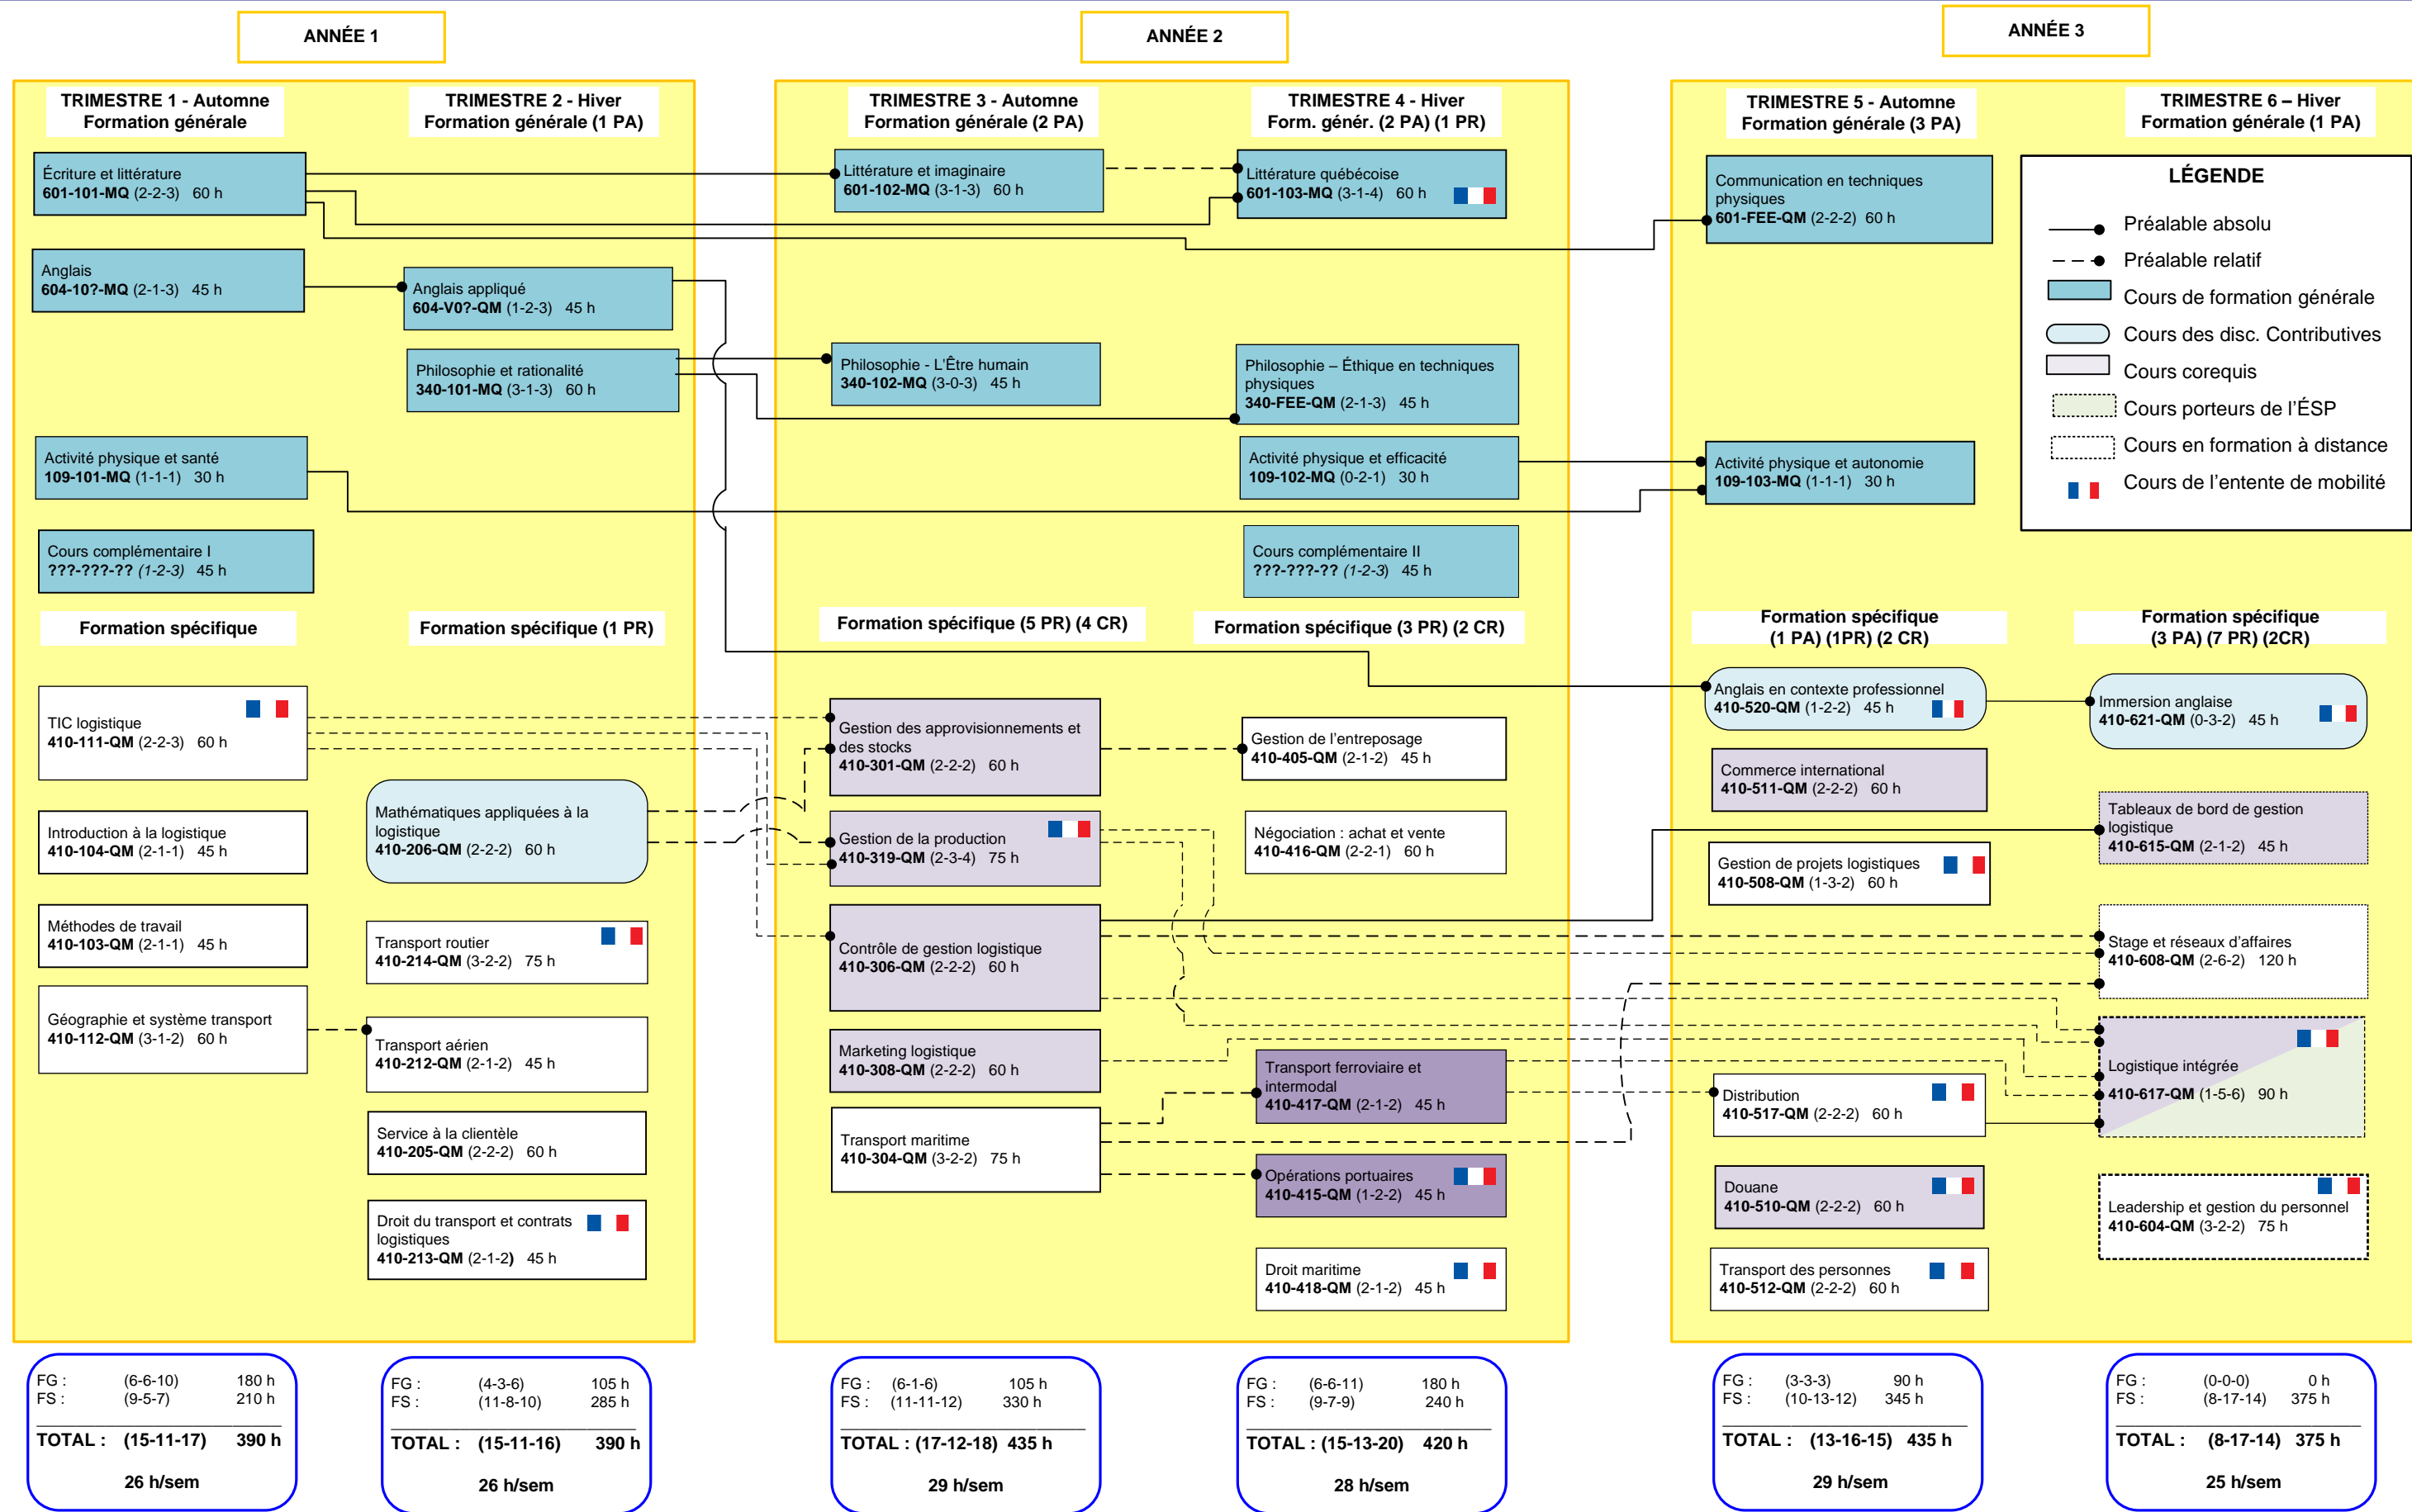 ANNÉE 1
ANNÉE 2
ANNÉE 3
TRIMESTRE 1 - Automne
Formation générale
Écriture et littérature
601-101-MQ (2-2-3) 60 h
Anglais
604-10?-MQ (2-1-3) 45 h
Activité physique et santé
109-101-MQ (1-1-1) 30 h
Cours complémentaire I
???-???-?? (1-2-3) 45 h
Formation spécifique
TIC logistique
410-111-QM (2-2-3) 60 h
Introduction à la logistique
410-104-QM (2-1-1) 45 h
Méthodes de travail
410-103-QM (2-1-1) 45 h
Géographie et système transport
410-112-QM (3-1-2) 60 h
TRIMESTRE 2 - Hiver
Formation générale (1 PA)
Anglais appliqué
604-V0?-QM (1-2-3) 45 h
Philosophie et rationalité
340-101-MQ (3-1-3) 60 h
Formation spécifique (1 PR)
Mathématiques appliquées à la
logistique
410-206-QM (2-2-2) 60 h
Transport routier
410-214-QM (3-2-2) 75 h
Transport aérien
410-212-QM (2-1-2) 45 h
Service à la clientèle
410-205-QM (2-2-2) 60 h
Droit du transport et contrats
logistiques
410-213-QM (2-1-2) 45 h
TRIMESTRE 3 - Automne
Formation générale (2 PA)
Littérature et imaginaire
601-102-MQ (3-1-3) 60 h
Philosophie - L'Être humain
340-102-MQ (3-0-3) 45 h
Formation spécifique (5 PR) (4 CR)
Gestion des approvisionnements et
des stocks
410-301-QM (2-2-2) 60 h
Gestion de la production
410-319-QM (2-3-4) 75 h
Contrôle de gestion logistique
410-306-QM (2-2-2) 60 h
Marketing logistique
410-308-QM (2-2-2) 60 h
Transport maritime
410-304-QM (3-2-2) 75 h
TRIMESTRE 4 - Hiver
Form. génér. (2 PA) (1 PR)
Littérature québécoise
601-103-MQ (3-1-4) 60 h
Philosophie – Éthique en techniques
physiques
340-FEE-QM (2-1-3) 45 h
Activité physique et efficacité
109-102-MQ (0-2-1) 30 h
Cours complémentaire II
???-???-?? (1-2-3) 45 h
Formation spécifique (3 PR) (2 CR)
Gestion de l’entreposage
410-405-QM (2-1-2) 45 h
Négociation : achat et vente
410-416-QM (2-2-1) 60 h
Transport ferroviaire et
intermodal
410-417-QM (2-1-2) 45 h
Opérations portuaires
410-415-QM (1-2-2) 45 h
Droit maritime
410-418-QM (2-1-2) 45 h
TRIMESTRE 5 - Automne
Formation générale (3 PA)
Communication en techniques
physiques
601-FEE-QM (2-2-2) 60 h
Activité physique et autonomie
109-103-MQ (1-1-1) 30 h
Formation spécifique
(1 PA) (1PR) (2 CR)
Anglais en contexte professionnel
410-520-QM (1-2-2) 45 h
Commerce international
410-511-QM (2-2-2) 60 h
Gestion de projets logistiques
410-508-QM (1-3-2) 60 h
Distribution
410-517-QM (2-2-2) 60 h
Douane
410-510-QM (2-2-2) 60 h
Transport des personnes
410-512-QM (2-2-2) 60 h
TRIMESTRE 6 – Hiver
Formation générale (1 PA)
LÉGENDE
Préalable absolu
Préalable relatif
Cours de formation générale
Cours des disc. Contributives
Cours corequis
Cours porteurs de l’ÉSP
Cours en formation à distance
Cours de l’entente de mobilité
Formation spécifique
(3 PA) (7 PR) (2CR)
Immersion anglaise
410-621-QM (0-3-2) 45 h
Tableaux de bord de gestion
logistique
410-615-QM (2-1-2) 45 h
Stage et réseaux d’affaires
410-608-QM (2-6-2) 120 h
Logistique intégrée
410-617-QM (1-5-6) 90 h
Leadership et gestion du personnel
410-604-QM (3-2-2) 75 h
FG : (6-6-10) 180 h
FS : (9-5-7) 210 h
TOTAL : (15-11-17) 390 h
26 h/sem
FG : (4-3-6) 105 h
FS : (11-8-10) 285 h
TOTAL : (15-11-16) 390 h
26 h/sem
FG : (6-1-6) 105 h
FS : (11-11-12) 330 h
TOTAL : (17-12-18) 435 h
29 h/sem
FG : (6-6-11) 180 h
FS : (9-7-9) 240 h
TOTAL : (15-13-20) 420 h
28 h/sem
FG : (3-3-3) 90 h
FS : (10-13-12) 345 h
TOTAL : (13-16-15) 435 h
29 h/sem
FG : (0-0-0) 0 h
FS : (8-17-14) 375 h
TOTAL : (8-17-14) 375 h
25 h/sem